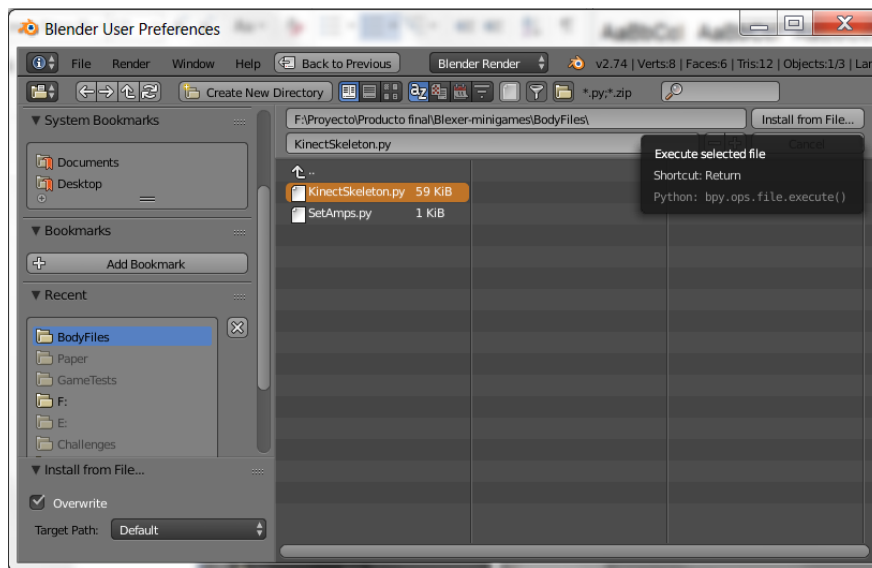 Blender User Preferences
File Render Window Help Back to Previous Blender Render v2.74 | Verts:8 | Faces:6 | Tris:12 | Objects:1/3 | Lar
Create New Directory *.py;*.zip
▼ System Bookmarks
Documents
Desktop
▼ Bookmarks
Add Bookmark
▼ Recent
BodyFiles
Paper
GameTests
F:
E:
Challenges
▼ Install from File...
Overwrite
Target Path: Default
F:\Proyecto\Producto final\Blexer-minigames\BodyFiles\ Install from File...
KinectSkeleton.py Cancel
..
KinectSkeleton.py 59 KiB
SetAmps.py 1 KiB
Execute selected file
Shortcut: Return
Python: bpy.ops.file.execute()